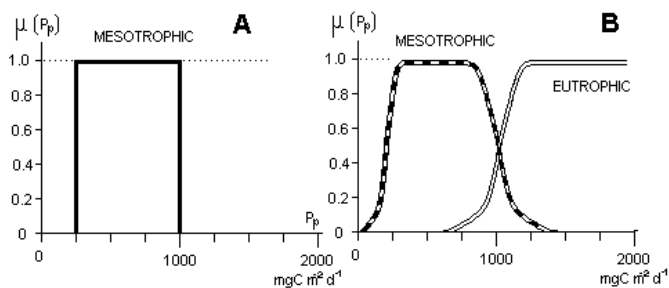 μ (Pp) A
MESOTROPHIC
1.0
0.8
0.6
0.4
0.2
0
Pp
0 1000 2000
mgC m² d⁻¹
μ (Pp) B
MESOTROPHIC
1.0
EUTROPHIC
0.8
0.6
0.4
0.2
0
0 1000 2000
mgC m² d⁻¹